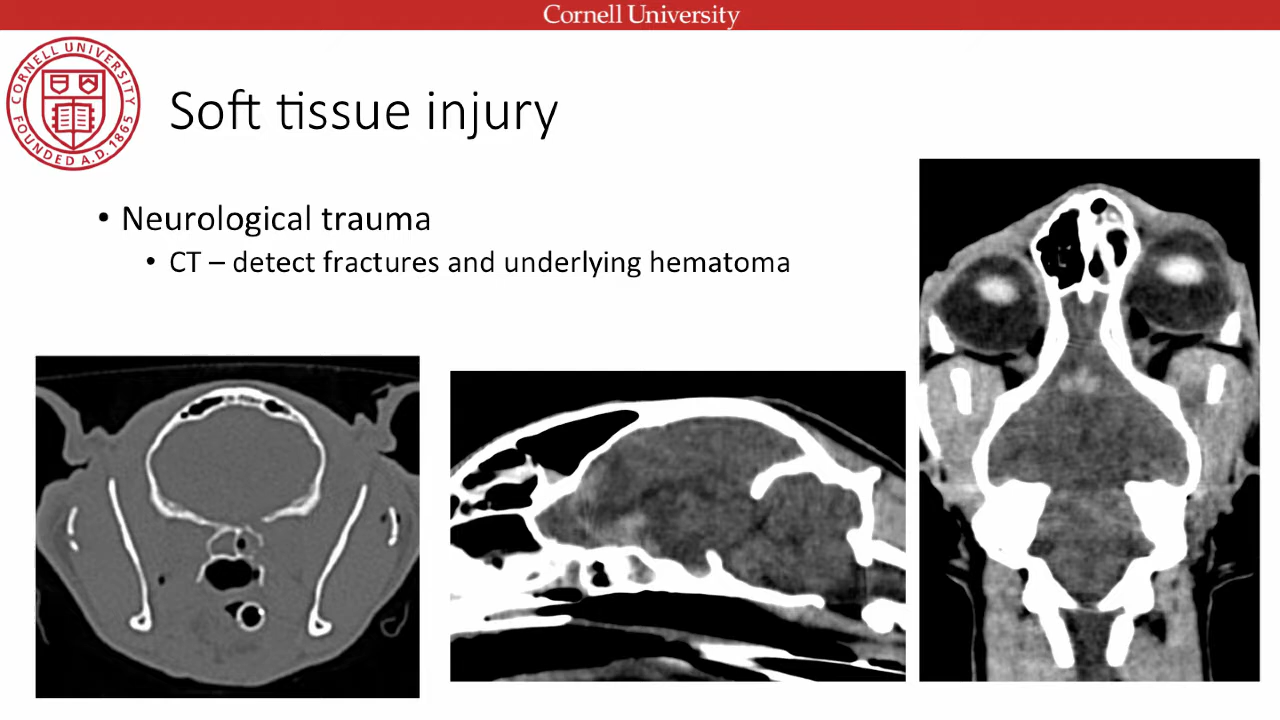 Cornell University
CORNELL UNIVERSITY
FOUNDED A.D. 1865
Soft tissue injury
• Neurological trauma
• CT – detect fractures and underlying hematoma